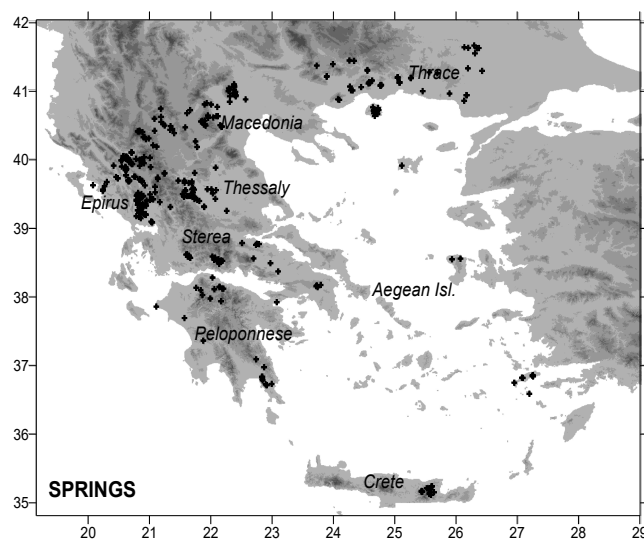 42
41
40
39
38
37
36
35
Thrace
Macedonia
Thessaly
Epirus
Sterea
Aegean Isl.
Peloponnese
Crete
SPRINGS
20 21 22 23 24 25 26 27 28 29